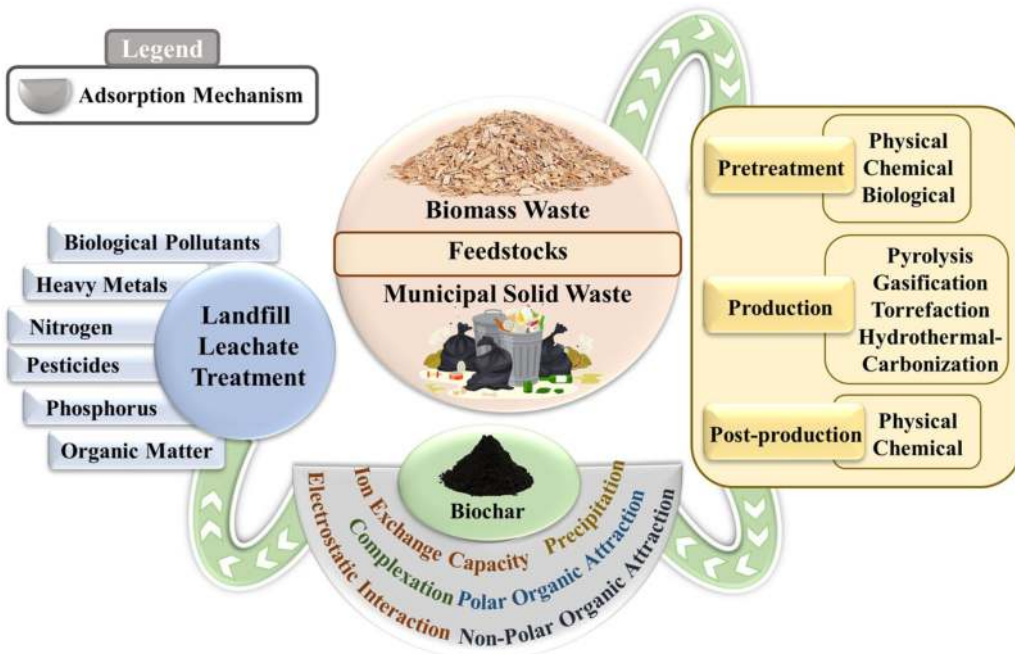 Legend
Adsorption Mechanism
Biomass Waste
Feedstocks
Municipal Solid Waste
Pretreatment
Physical
Chemical
Biological
Production
Pyrolysis
Gasification
Torrefaction
Hydrothermal-
Carbonization
Post-production
Physical
Chemical
Biochar
Ion Exchange Capacity
Precipitation
Complexation
Polar Organic Attraction
Electrostatic Interaction
Non-Polar Organic Attraction
Landfill
Leachate
Treatment
Biological Pollutants
Heavy Metals
Nitrogen
Pesticides
Phosphorus
Organic Matter